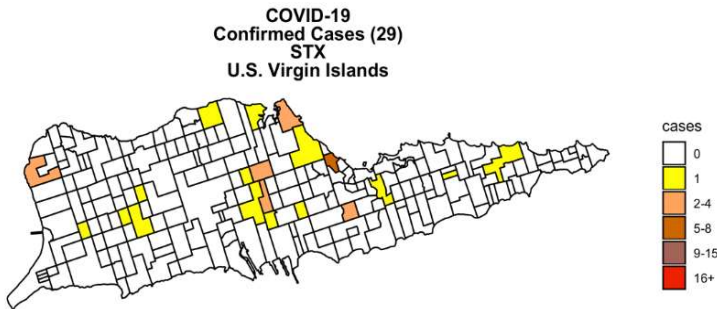 COVID-19
Confirmed Cases (29)
STX
U.S. Virgin Islands
cases
0
1
2-4
5-8
9-15
16+